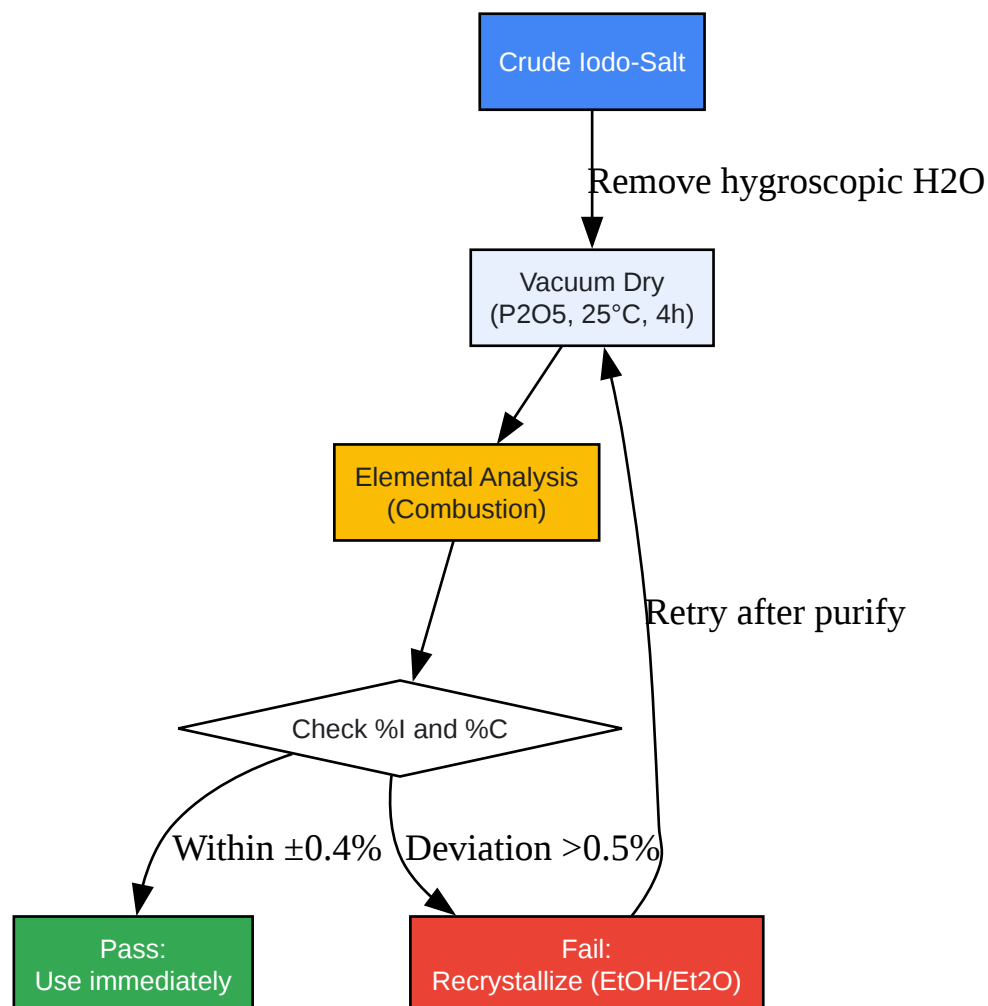 Crude Iodo-Salt
Remove hygroscopic H2O
Vacuum Dry
(P2O5, 25°C, 4h)
Elemental Analysis
(Combustion)
Retry after purify
Check %I and %C
Within ±0.4%
Deviation >0.5%
Pass:
Use immediately
Fail:
Recrystallize (EtOH/Et2O)